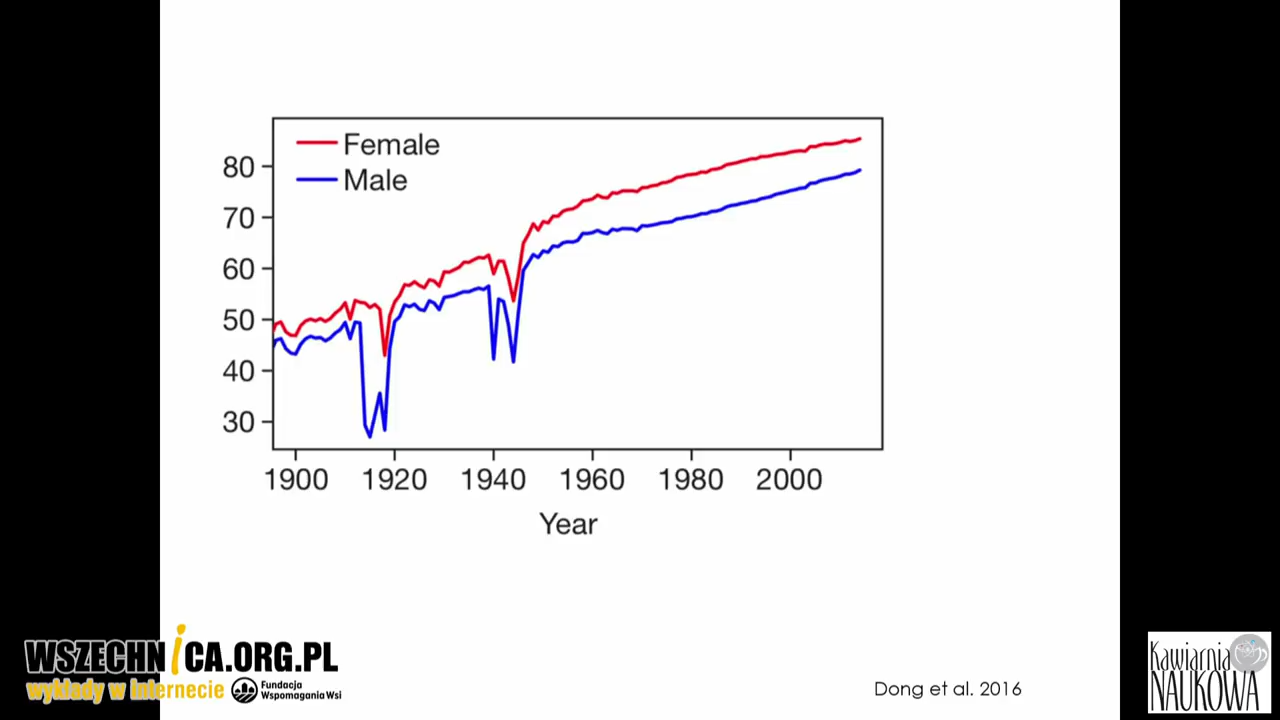 Female
Male
80
70
60
50
40
30
1900 1920 1940 1960 1980 2000
Year
WSZECHNICA.ORG.PL
wykłady w internecie
Fundacja
Wspomagania Wsi
Dong et al. 2016
Kawiarnia
NAUKOWA